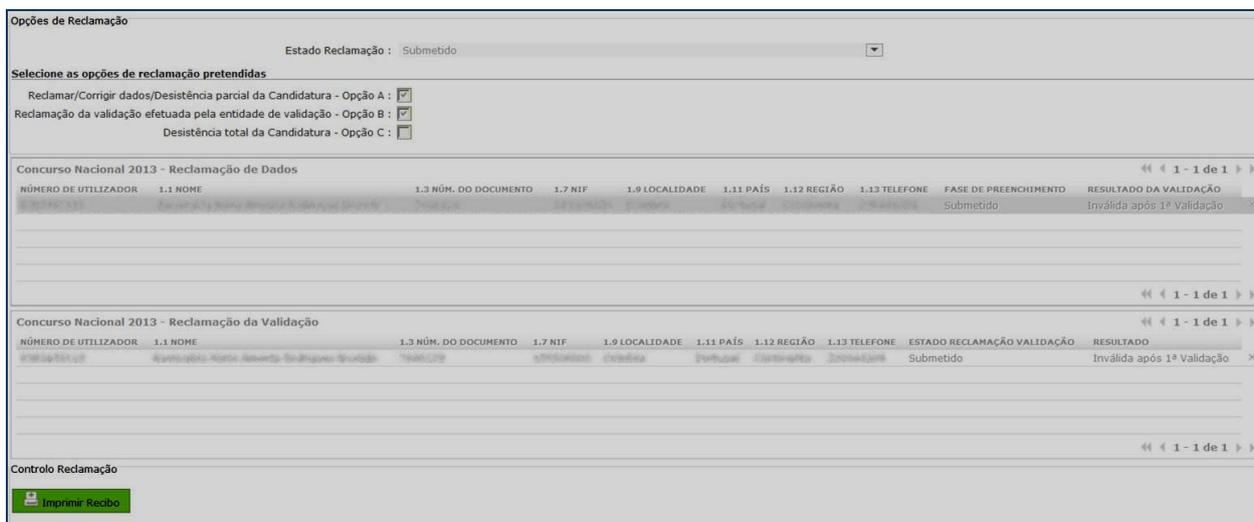 Opções de Reclamação
Estado Reclamação : Submetido
Selecione as opções de reclamação pretendidas
Reclamar/Corrigir dados/Desistência parcial da Candidatura - Opção A :
Reclamação da validação efetuada pela entidade de validação - Opção B :
Desistência total da Candidatura - Opção C :
Concurso Nacional 2013 - Reclamação de Dados 1 - 1 de 1
NÚMERO DE UTILIZADOR 1.1 NOME 1.3 NÚM. DO DOCUMENTO 1.7 NIF 1.9 LOCALIDADE 1.11 PAÍS 1.12 REGIÃO 1.13 TELEFONE FASE DE PREENCHIMENTO RESULTADO DA VALIDAÇÃO
Submetido Inválida após 1ª Validação
1 - 1 de 1
Concurso Nacional 2013 - Reclamação da Validação 1 - 1 de 1
NÚMERO DE UTILIZADOR 1.1 NOME 1.3 NÚM. DO DOCUMENTO 1.7 NIF 1.9 LOCALIDADE 1.11 PAÍS 1.12 REGIÃO 1.13 TELEFONE ESTADO RECLAMAÇÃO VALIDAÇÃO RESULTADO
Submetido Inválida após 1ª Validação
1 - 1 de 1
Controlo Reclamação
Imprimir Recibo